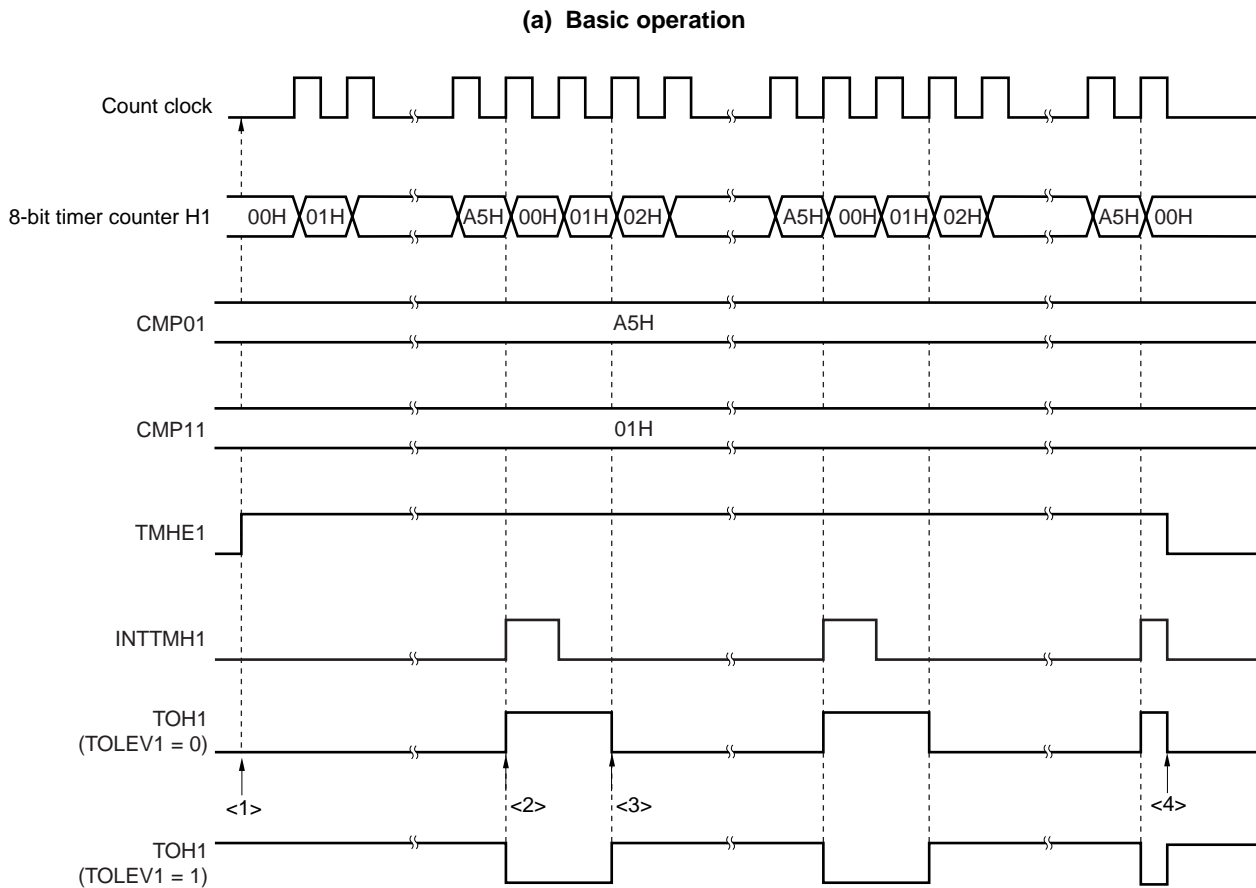 (a) Basic operation
Count clock
8-bit timer counter H1
00H 01H A5H 00H 01H 02H A5H 00H 01H 02H A5H 00H
CMP01
A5H
CMP11
01H
TMHE1
INTTMH1
TOH1
(TOLEV1 = 0)
<1> <2> <3> <4>
TOH1
(TOLEV1 = 1)